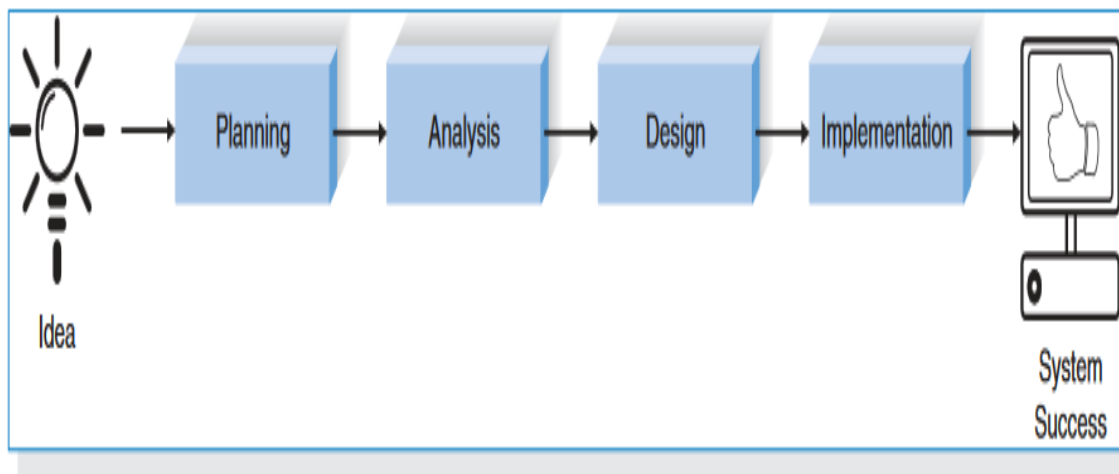 Planning
Analysis
Design
Implementation
Idea
System
Success